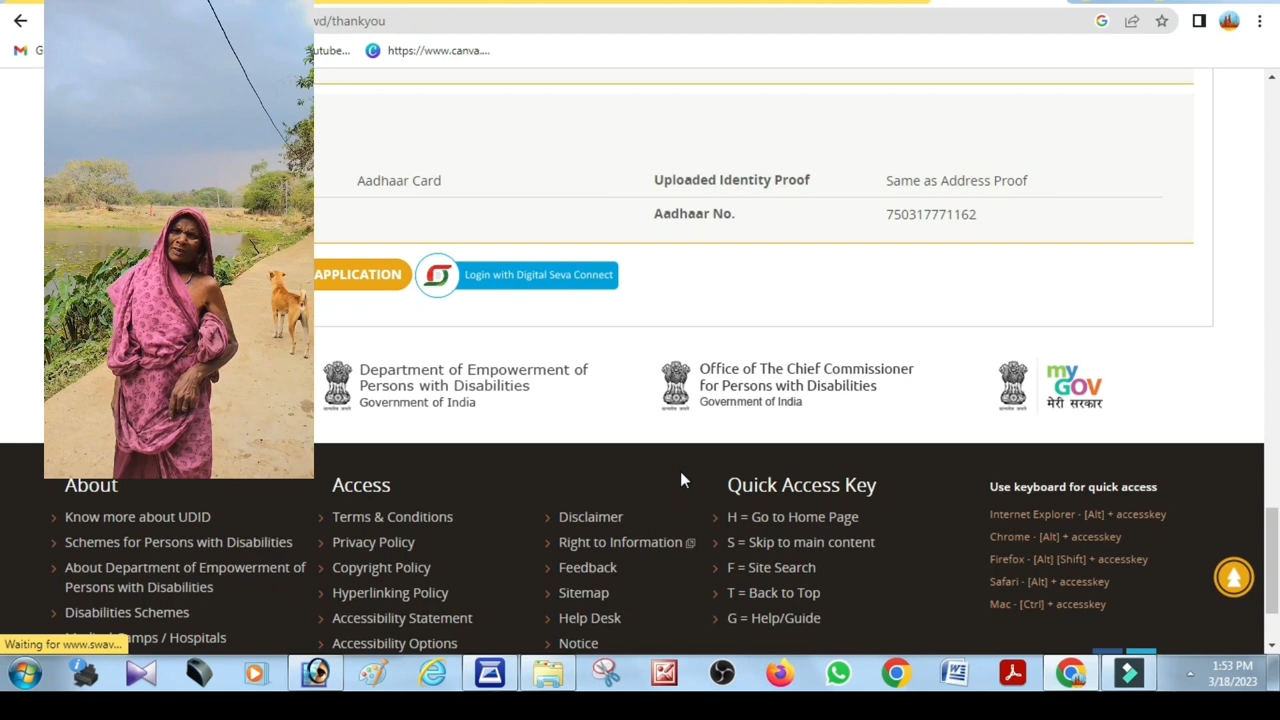 wd/thankyou
G
utube...
https://www.canva....
Aadhaar Card
Uploaded Identity Proof
Same as Address Proof
Aadhaar No.
750317771162
APPLICATION
Login with Digital Seva Connect
Department of Empowerment of
Persons with Disabilities
Government of India
Office of The Chief Commissioner
for Persons with Disabilities
Government of India
my
GOV
मेरी सरकार
About
Know more about UDID
Schemes for Persons with Disabilities
About Department of Empowerment of
Persons with Disabilities
Disabilities Schemes
Camps / Hospitals
Access
Terms & Conditions
Privacy Policy
Copyright Policy
Hyperlinking Policy
Accessibility Statement
Accessibility Options
Disclaimer
Right to Information
Feedback
Sitemap
Help Desk
Notice
Quick Access Key
H = Go to Home Page
S = Skip to main content
F = Site Search
T = Back to Top
G = Help/Guide
Use keyboard for quick access
Internet Explorer - [Alt] + accesskey
Chrome - [Alt] + accesskey
Firefox - [Alt] [Shift] + accesskey
Safari - [Alt] + accesskey
Mac - [Ctrl] + accesskey
Waiting for www.swav...
1:53 PM
3/18/2023